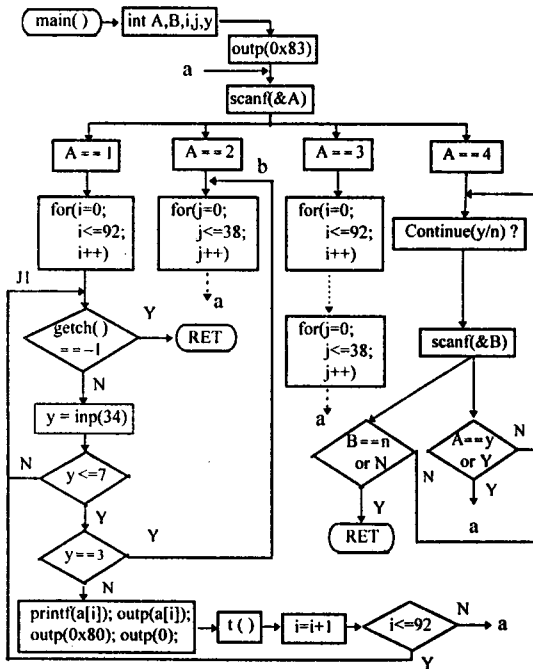 main( )
int A,B,i,j,y
outp(0x83)
a
scanf(&A)
A==1
A==2
b
A==3
A==4
for(i=0;
i<=92;
i++)
for(j=0;
j<=38;
j++)
a
for(i=0;
i<=92;
i++)
for(j=0;
j<=38;
j++)
a
Continue(y/n) ?
scanf(&B)
B==n
or N
N
Y
RET
A==y
or Y
N
Y
a
J1
getch( )
==-1
Y
RET
N
y = inp(34)
y <=7
N
Y
y==3
Y
N
printf(a[i]); outp(a[i]);
outp(0x80); outp(0);
t ( )
i=i+1
i<=92
N
a
Y